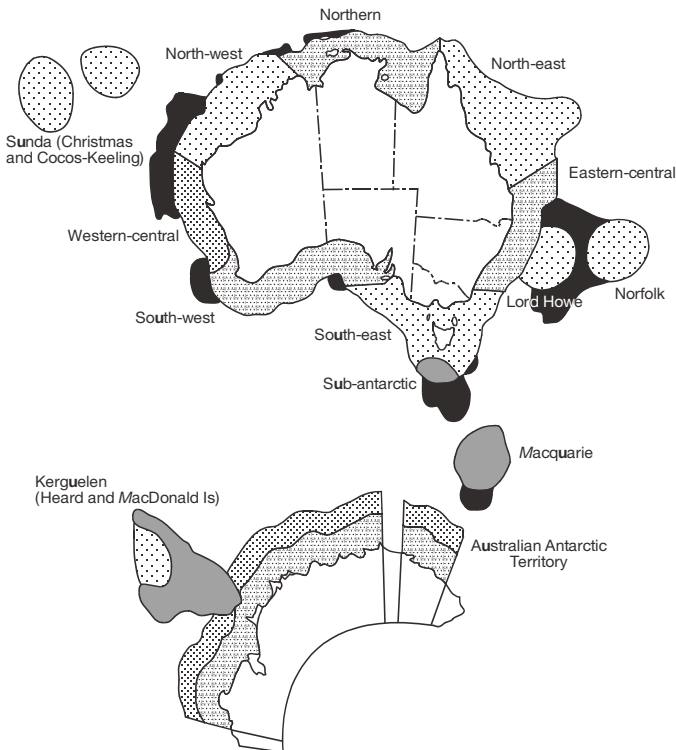 Northern
North-west
North-east
Sunda (Christmas
and Cocos-Keeling)
Eastern-central
Western-central
Lord Howe
Norfolk
South-west
South-east
Sub-antarctic
Macquarie
Kerguelen
(Heard and MacDonald Is)
Australian Antarctic
Territory